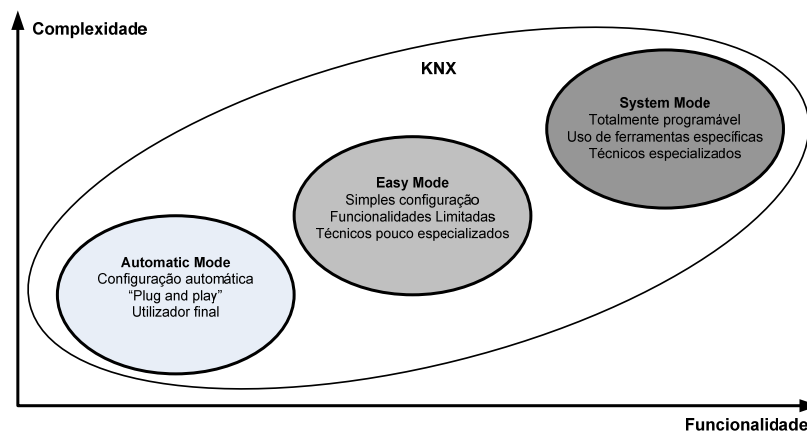 Complexidade
KNX
System Mode
Totalmente programável
Uso de ferramentas específicas
Técnicos especializados
Easy Mode
Simples configuração
Funcionalidades Limitadas
Técnicos pouco especializados
Automatic Mode
Configuração automática
“Plug and play”
Utilizador final
Funcionalidade